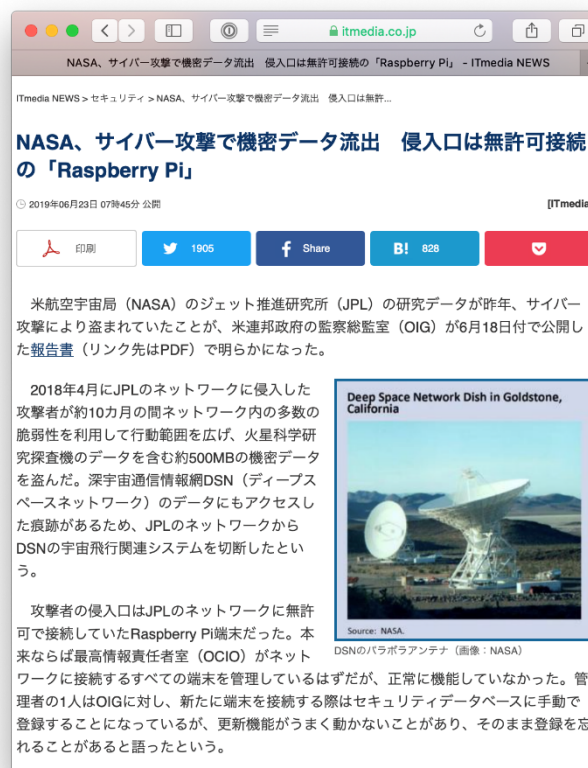 itmedia.co.jp
NASA、サイバー攻撃で機密データ流出　侵入口は無許可接続の「Raspberry Pi」 - ITmedia NEWS
ITmedia NEWS > セキュリティ > NASA、サイバー攻撃で機密データ流出　侵入口は無許...
NASA、サイバー攻撃で機密データ流出　侵入口は無許可接続
の「Raspberry Pi」
2019年06月23日 07時45分 公開
[ITmedia
印刷
1905
Share
B! 828
米航空宇宙局（NASA）のジェット推進研究所（JPL）の研究データが昨年、サイバー
攻撃により盗まれていたことが、米連邦政府の監察総監室（OIG）が6月18日付で公開し
た報告書（リンク先はPDF）で明らかになった。
2018年4月にJPLのネットワークに侵入した
攻撃者が約10カ月の間ネットワーク内の多数の
脆弱性を利用して行動範囲を広げ、火星科学研
究探査機のデータを含む約500MBの機密データ
を盗んだ。深宇宙通信情報網DSN（ディープス
ペースネットワーク）のデータにもアクセスし
た痕跡があるため、JPLのネットワークから
DSNの宇宙飛行関連システムを切断したとい
う。
Deep Space Network Dish in Goldstone,
California
Source: NASA.
DSNのパラボラアンテナ（画像：NASA）
攻撃者の侵入口はJPLのネットワークに無許
可で接続していたRaspberry Pi端末だった。本
来ならば最高情報責任者室（OCIO）がネット
ワークに接続するすべての端末を管理しているはずだが、正常に機能していなかった。管
理者の1人はOIGに対し、新たに端末を接続する際はセキュリティデータベースに手動で
登録することになっているが、更新機能がうまく動かないことがあり、そのまま登録を忘
れることがあると語ったという。